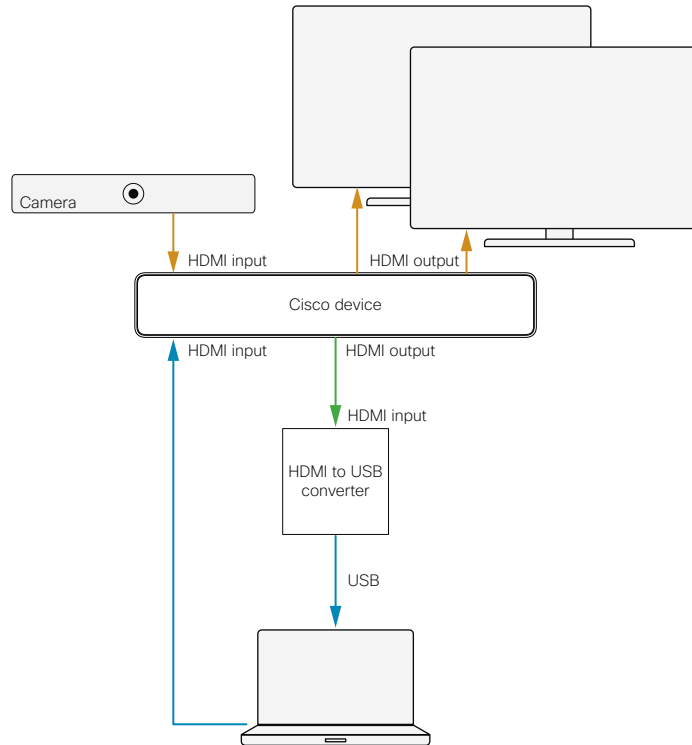 Camera
HDMI input
HDMI output
Cisco device
HDMI input
HDMI output
HDMI input
HDMI to USB
converter
USB